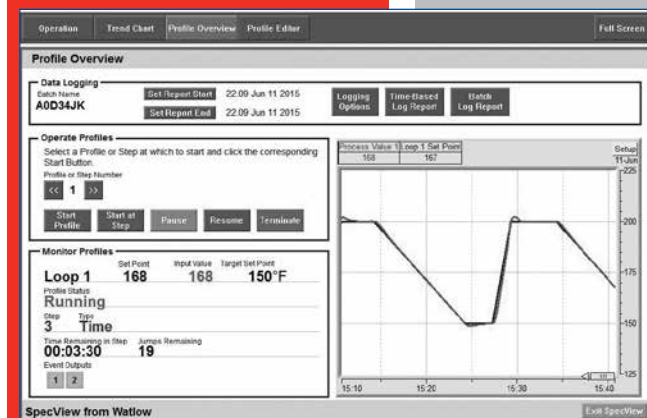 Operation Trend Chart Profile Overview Profile Editor Full Screen
Profile Overview
Data Logging
Batch Name
A0D34JK
Set Report Start 22:09 Jun 11 2015
Set Report End 22:09 Jun 11 2015
Logging Options
Time-Based Log Report
Batch Log Report
Operate Profiles
Select a Profile or Step at which to start and click the corresponding
Start Button.
Profile or Step Number
<< 1 >>
Start Profile
Start at Step
Pause
Resume
Terminate
Monitor Profiles
Set Point Input Value Target Set Point
Loop 1 168 168 150°F
Profile Status
Running
Step Type
3 Time
Time Remaining in Step Jumps Remaining
00:03:30 19
Event Outputs
1 2
Process Value 1 Loop 1 Set Point
168 167
Setup
11-Jun
225
200
175
150
125
15:10 15:20 15:30 15:40
SpecView from Watlow
Exit SpecView